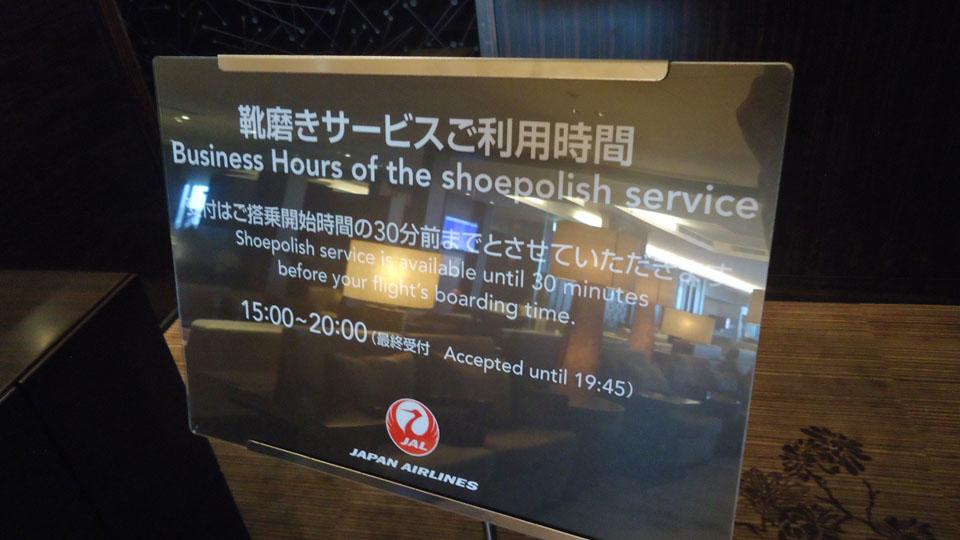 靴磨きサービスご利用時間
Business Hours of the shoepolish service
受付はご搭乗開始時間の30分前までとさせていただきます
Shoepolish service is available until 30 minutes
before your flight's boarding time.
15:00~20:00(最終受付 Accepted until 19:45)
JAL
JAPAN AIRLINES